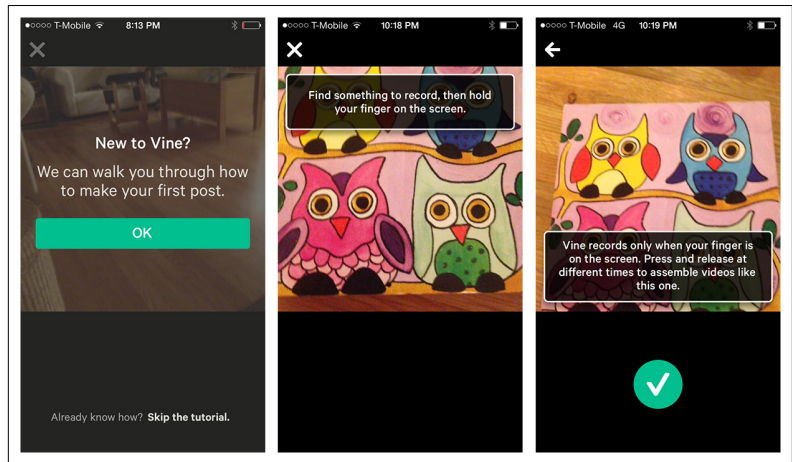 ●○○○○ T-Mobile 8:13 PM
New to Vine?
We can walk you through how
to make your first post.
OK
Already know how? Skip the tutorial.
●○○○○ T-Mobile 10:18 PM
Find something to record, then hold
your finger on the screen.
●○○○○ T-Mobile 4G 10:19 PM
Vine records only when your finger is
on the screen. Press and release at
different times to assemble videos like
this one.